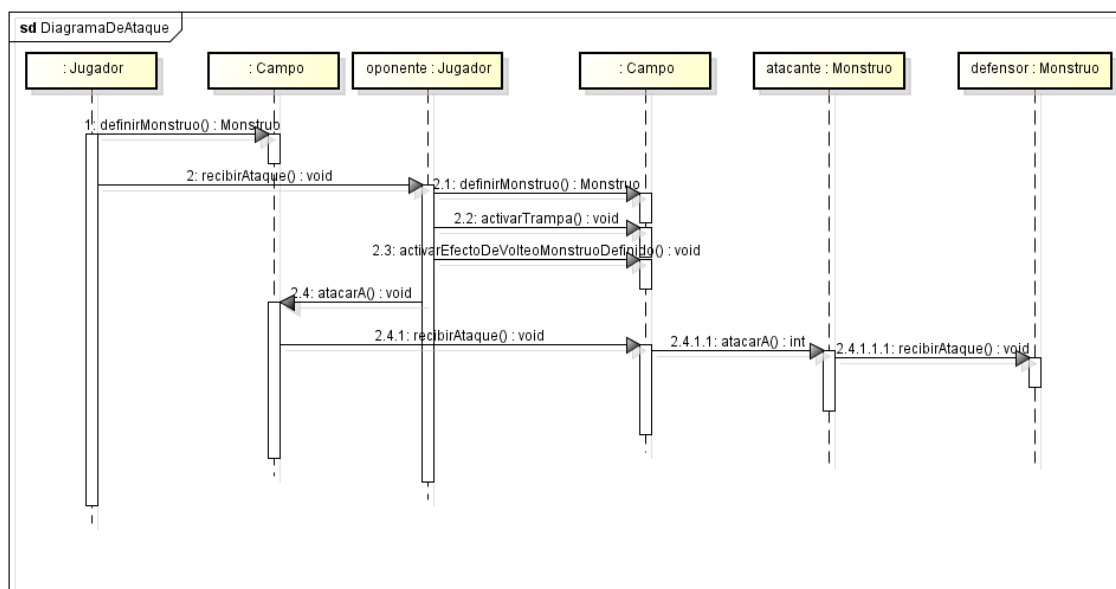 sd DiagramaDeAtaque
: Jugador
: Campo
oponente : Jugador
: Campo
atacante : Monstruo
defensor : Monstruo
1: definirMonstruo() : Monstruo
2: recibirAtaque() : void
2.1: definirMonstruo() : Monstruo
2.2: activarTrampa() : void
2.3: activarEfectoDeVolteoMonstruoDefinido() : void
2.4: atacarA() : void
2.4.1: recibirAtaque() : void
2.4.1.1: atacarA() : int
2.4.1.1.1: recibirAtaque() : void